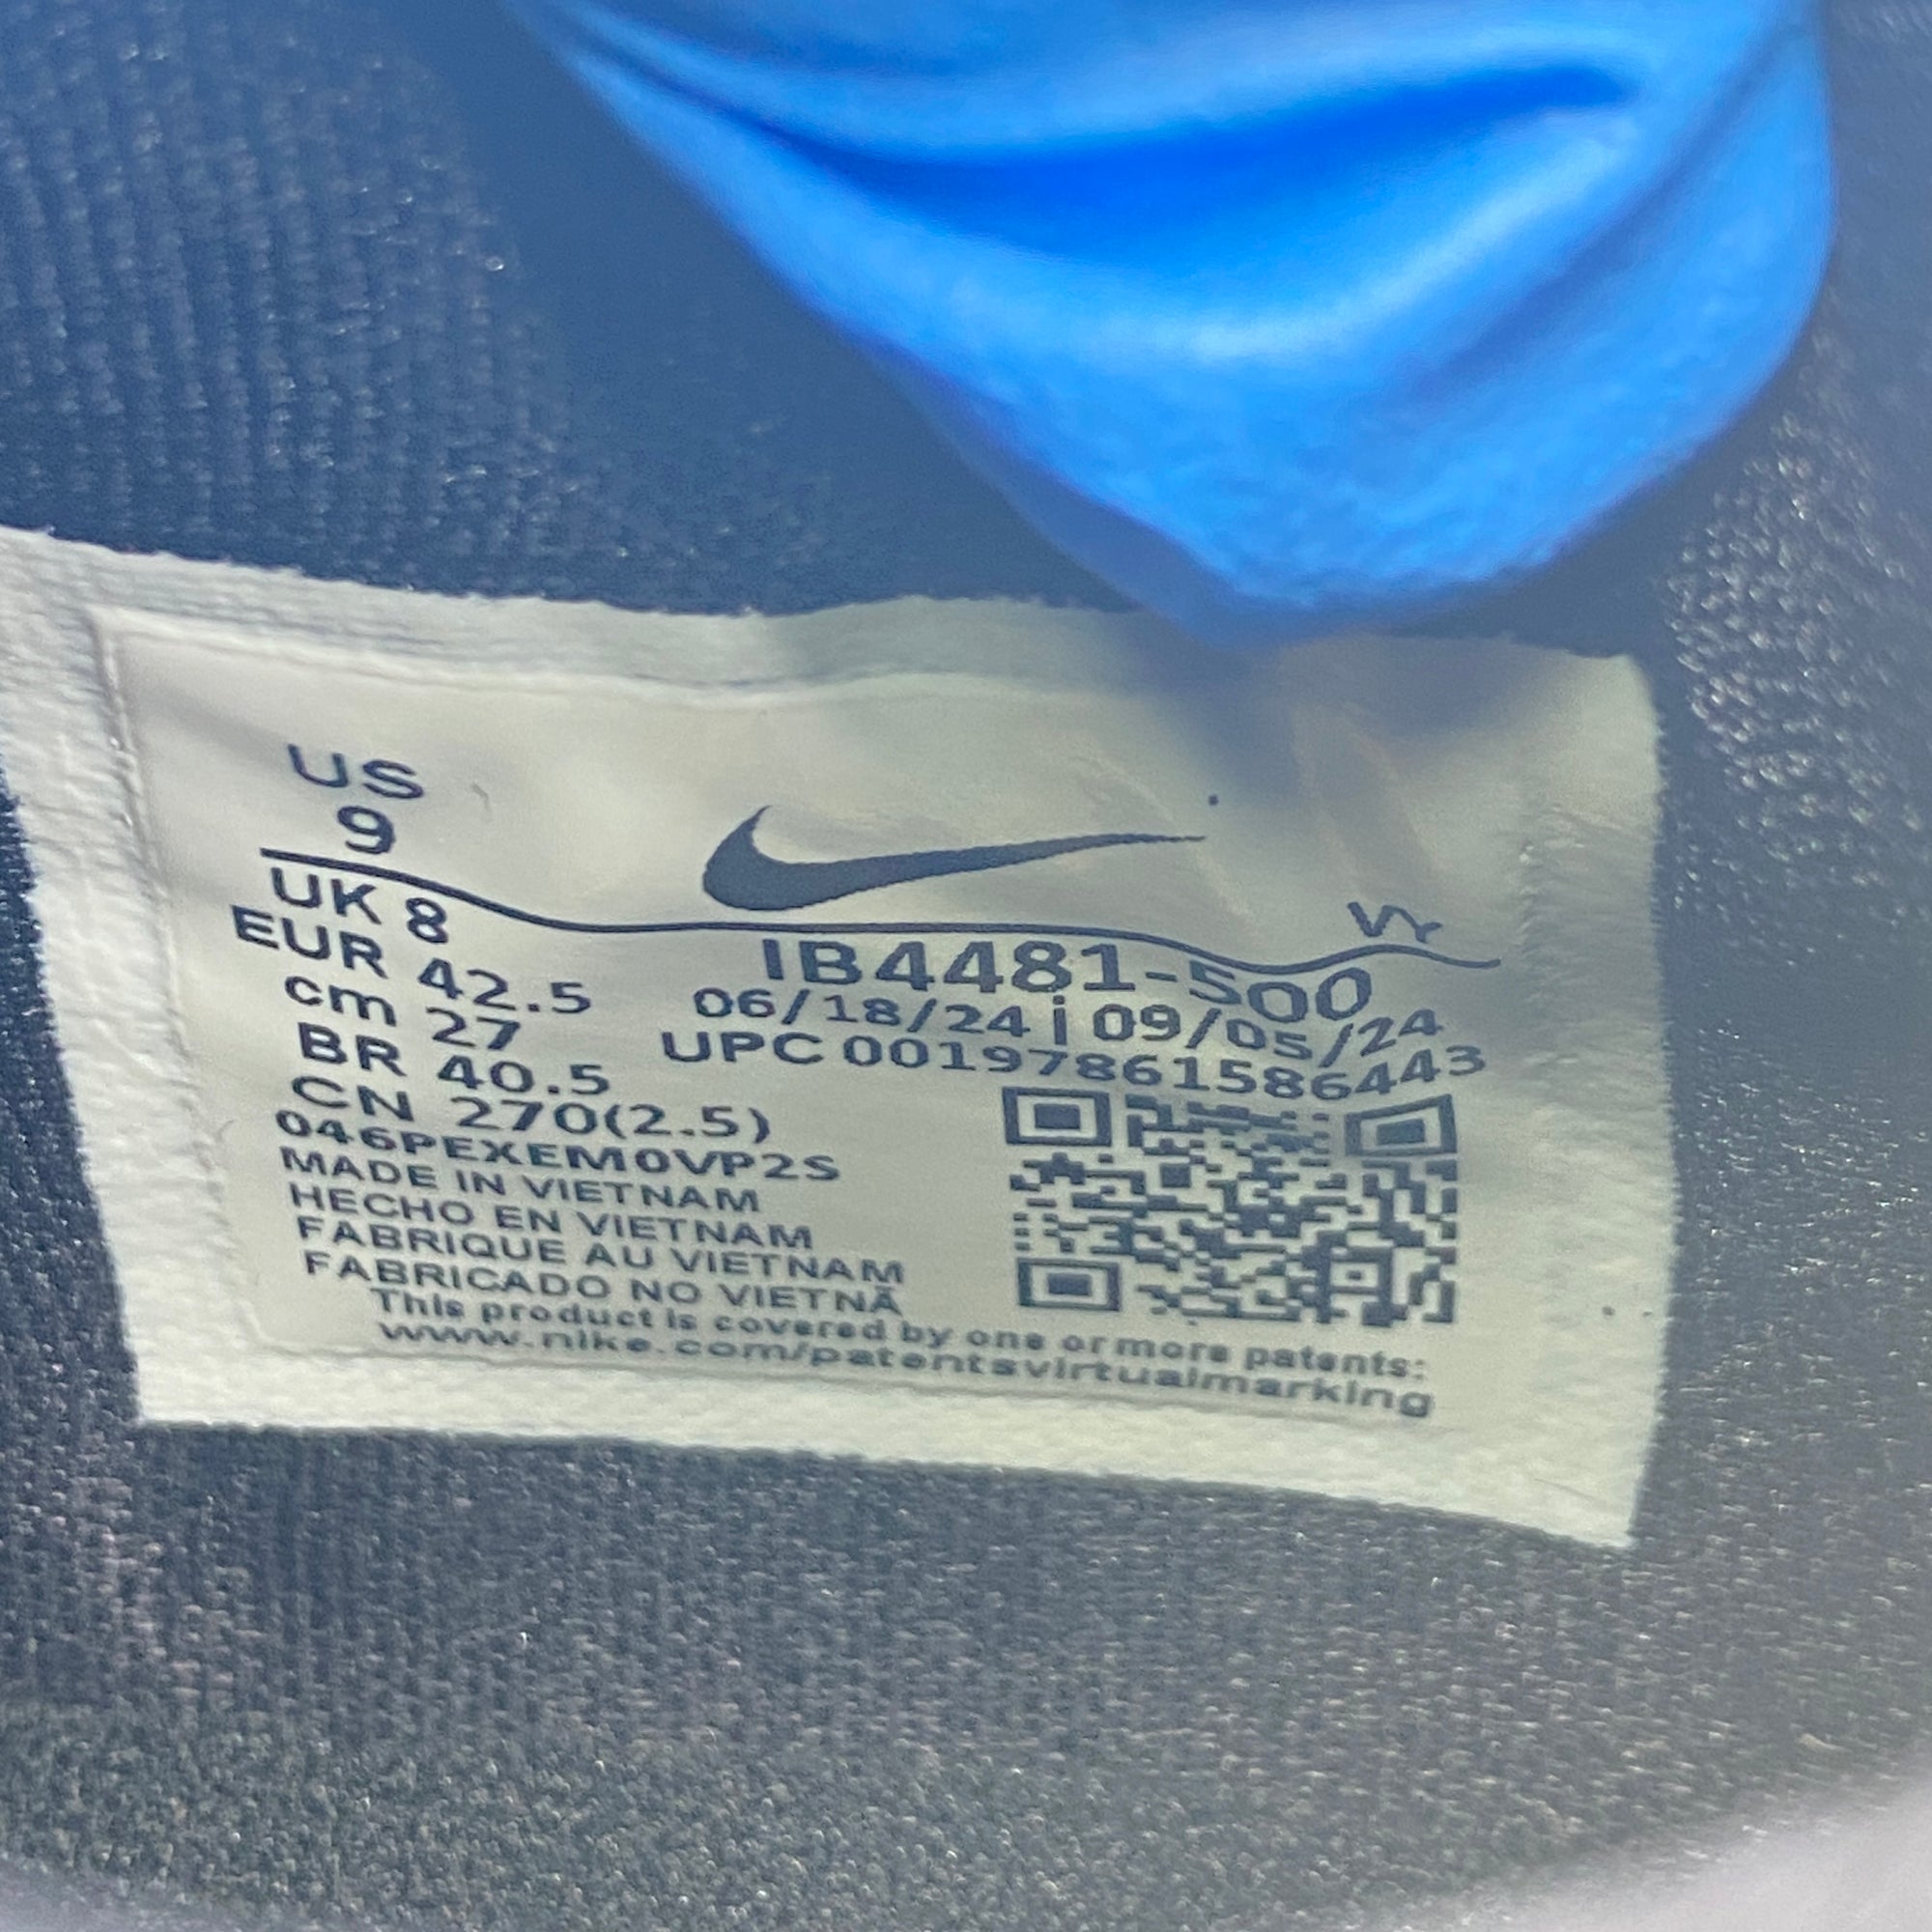 US
9
UK 8
EUR 42.5
cm 27
BR 40.5
CN 270(2.5)
046PEXEM0VP2S
MADE IN VIETNAM
HECHO EN VIETNAM
FABRIQUE AU VIETNAM
FABRICADO NO VIETNÃ
VY
IB4481-500
06/18/24 | 09/05/24
UPC 00197861586443
This product is covered by one or more patents:
www.nike.com/patentsvirtualmarking